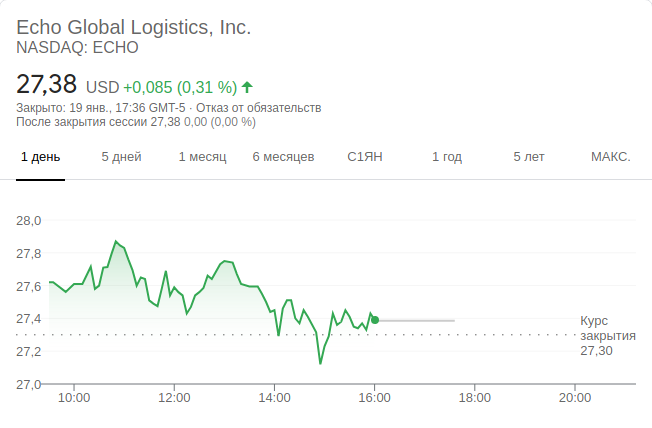 Echo Global Logistics, Inc.
NASDAQ: ECHO
27,38 USD +0,085 (0,31 %)
Закрыто: 19 янв., 17:36 GMT-5 · Отказ от обязательств
После закрытия сессии 27,38 0,00 (0,00 %)
1 день 5 дней 1 месяц 6 месяцев С1ЯН 1 год 5 лет МАКС.
28,0
27,8
27,6
27,4
27,2
27,0
Курс
закрытия
27,30
10:00 12:00 14:00 16:00 18:00 20:00